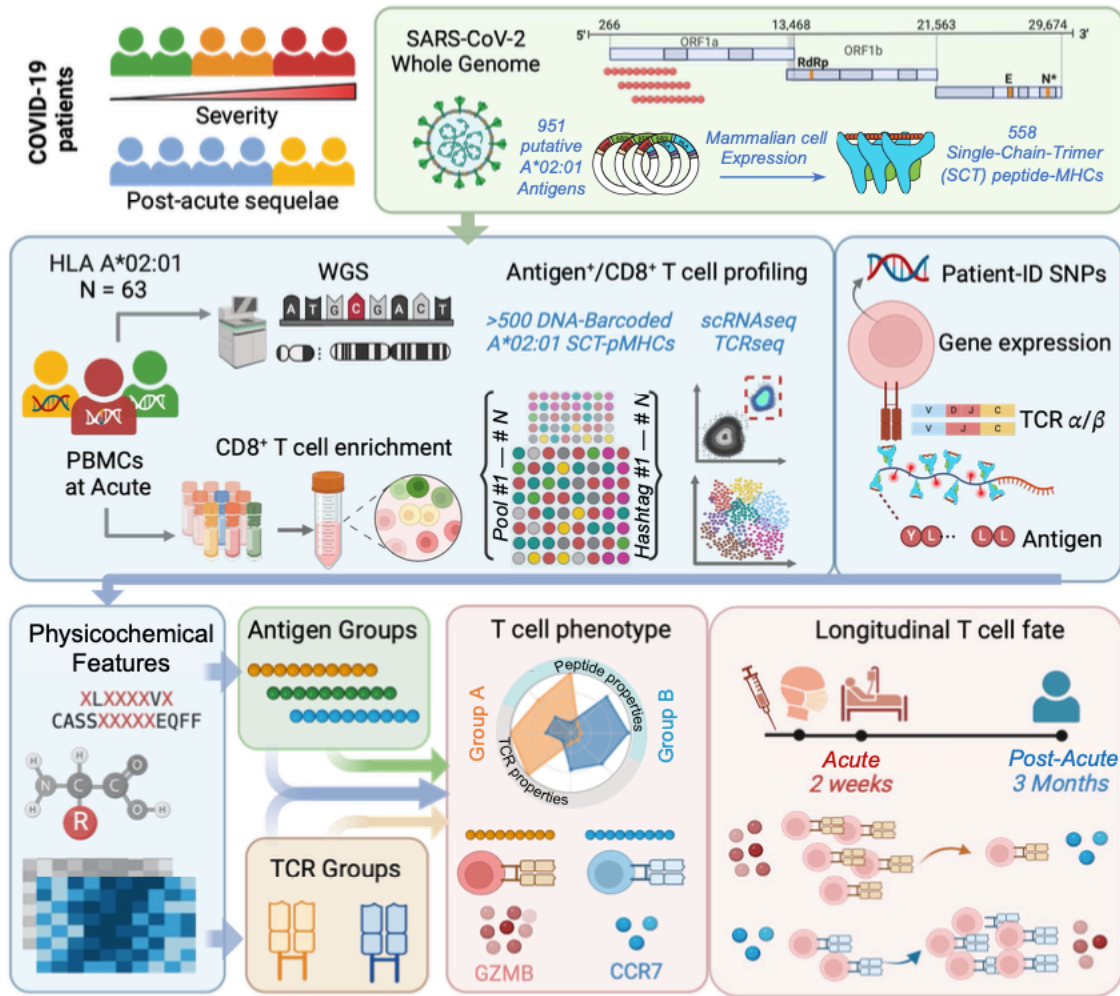 COVID-19
patients
Severity
Post-acute sequelae
SARS-CoV-2
Whole Genome
266
13,468
21,563
29,674
5'
3'
ORF1a
ORF1b
RdRp
E
N*
951
putative
A*02:01
Antigens
Mammalian cell
Expression
558
Single-Chain-Trimer
(SCT) peptide-MHCs
HLA A*02:01
N = 63
WGS
A T G C G A C T
PBMCs
at Acute
CD8⁺ T cell enrichment
Antigen⁺/CD8⁺ T cell profiling
>500 DNA-Barcoded
A*02:01 SCT-pMHCs
scRNAseq
TCRseq
Pool #1 — # N
Hashtag #1 — # N
Patient-ID SNPs
Gene expression
V D J C
V J C
TCR α/β
Y L ... L L
Antigen
Physicochemical
Features
XLXXXXVX
CASSXXXXXEQFF
H
H
O
N
C
C
H
O
H
R
Antigen Groups
TCR Groups
T cell phenotype
Peptide properties
Group A
Group B
TCR properties
GZMB
CCR7
Longitudinal T cell fate
Acute
2 weeks
Post-Acute
3 Months